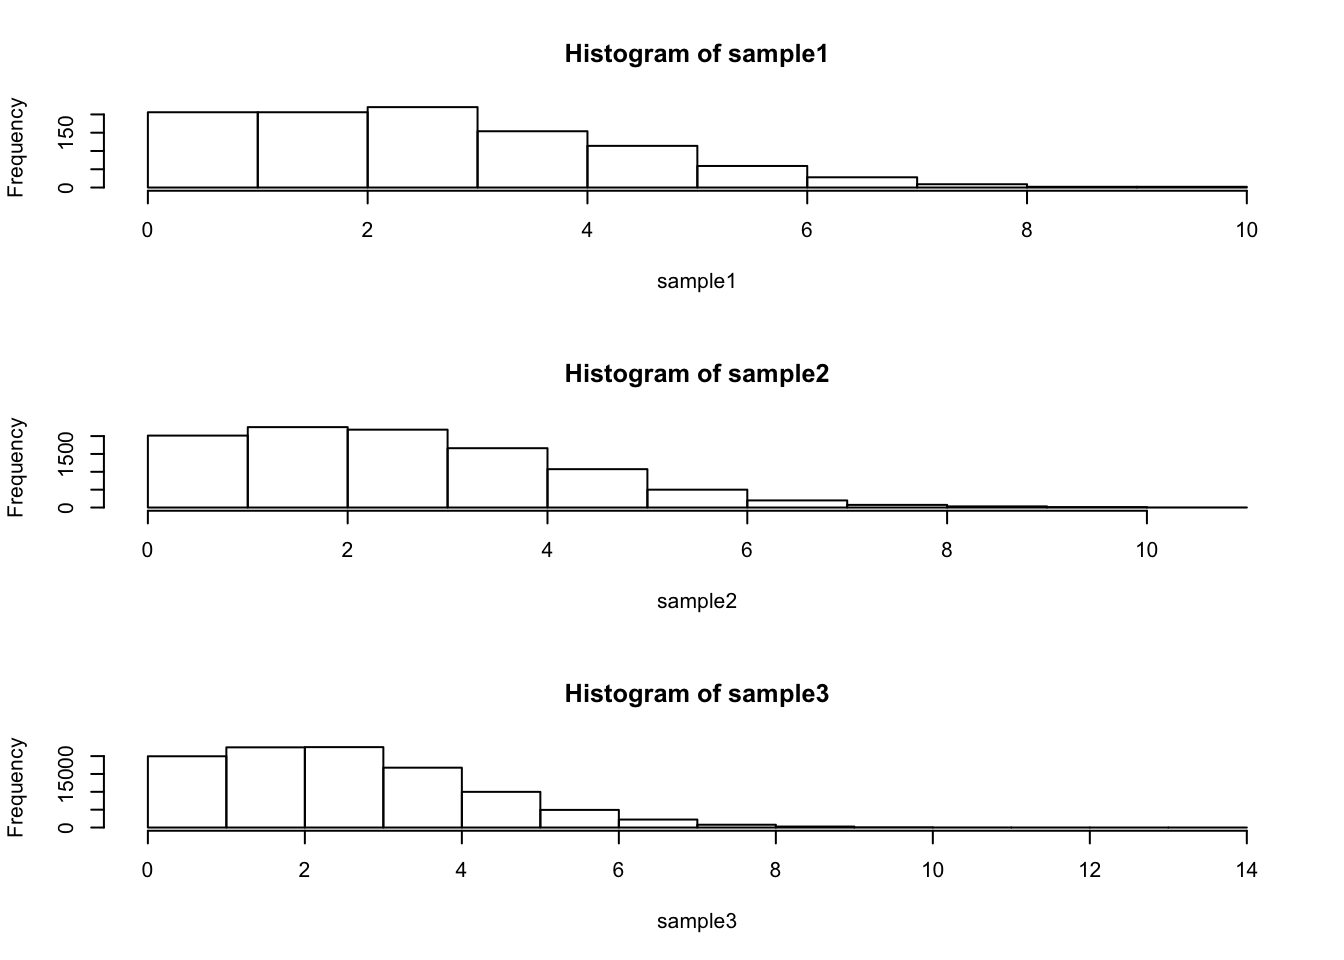 Histogram of sample1
Frequency
150
0
0 2 4 6 8 10
sample1
Histogram of sample2
Frequency
1500
0
0 2 4 6 8 10
sample2
Histogram of sample3
Frequency
15000
0
0 2 4 6 8 10 12 14
sample3